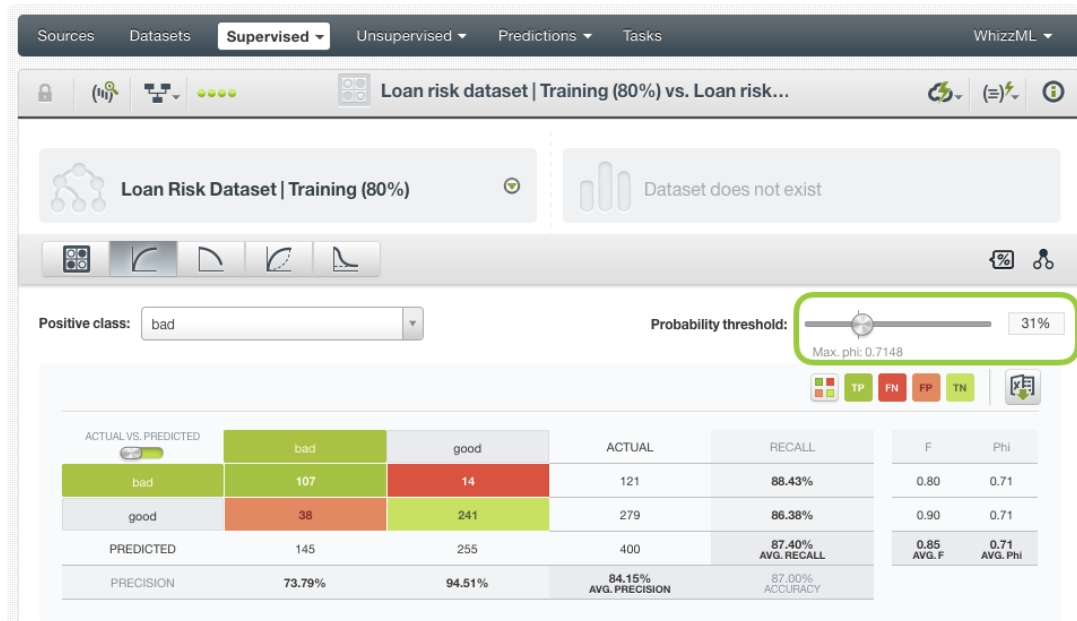 Sources Datasets Supervised Unsupervised Predictions Tasks WhizzML
Loan risk dataset | Training (80%) vs. Loan risk...
Loan Risk Dataset | Training (80%) Dataset does not exist
Positive class: bad Probability threshold: 31%
Max. phi: 0.7148
TP FN FP TN
ACTUAL VS. PREDICTED bad good ACTUAL RECALL F Phi
bad 107 14 121 88.43% 0.80 0.71
good 38 241 279 86.38% 0.90 0.71
PREDICTED 145 255 400 87.40% AVG. RECALL 0.85 AVG. F 0.71 AVG. Phi
PRECISION 73.79% 94.51% 84.15% AVG. PRECISION 87.00% ACCURACY